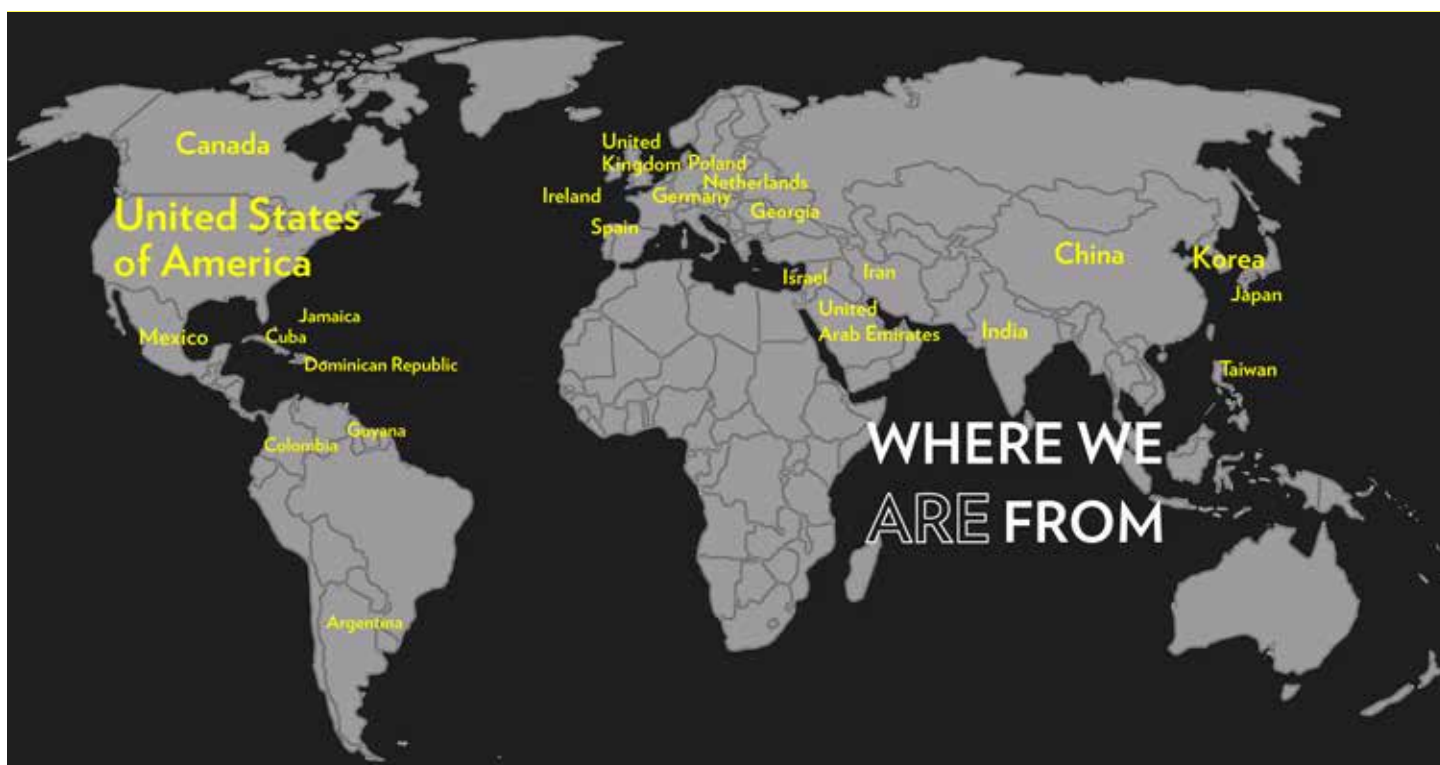 Canada
United States
of America
Mexico
Jamaica
Cuba
Dominican Republic
Guyana
Colombia
Argentina
United
Kingdom
Poland
Netherlands
Ireland
Germany
Georgia
Spain
Israel
Iran
United
Arab Emirates
India
China
Korea
Japan
Taiwan
WHERE WE
ARE FROM